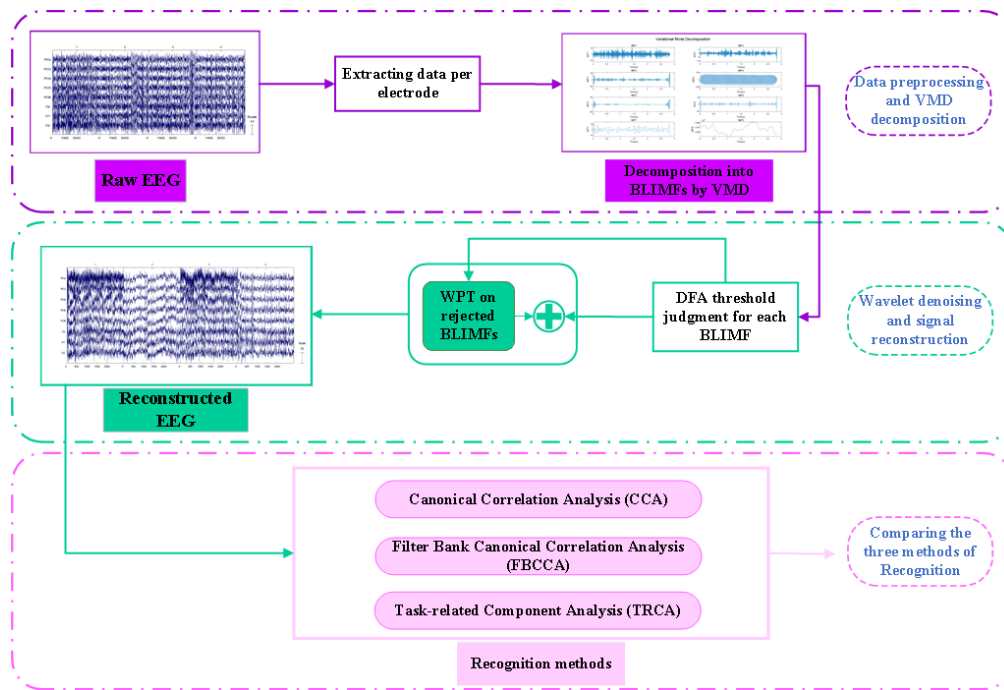 Extracting data per
electrode
Variational Mode Decomposition
Data preprocessing
and VMD
decomposition
Raw EEG
Decomposition into
BLIMFs by VMD
WPT on
rejected
BLIMFs
DFA threshold
judgment for each
BLIMF
Wavelet denoising
and signal
reconstruction
Reconstructed
EEG
Canonical Correlation Analysis (CCA)
Filter Bank Canonical Correlation Analysis
(FBCCA)
Task-related Component Analysis (TRCA)
Comparing the
three methods of
Recognition
Recognition methods